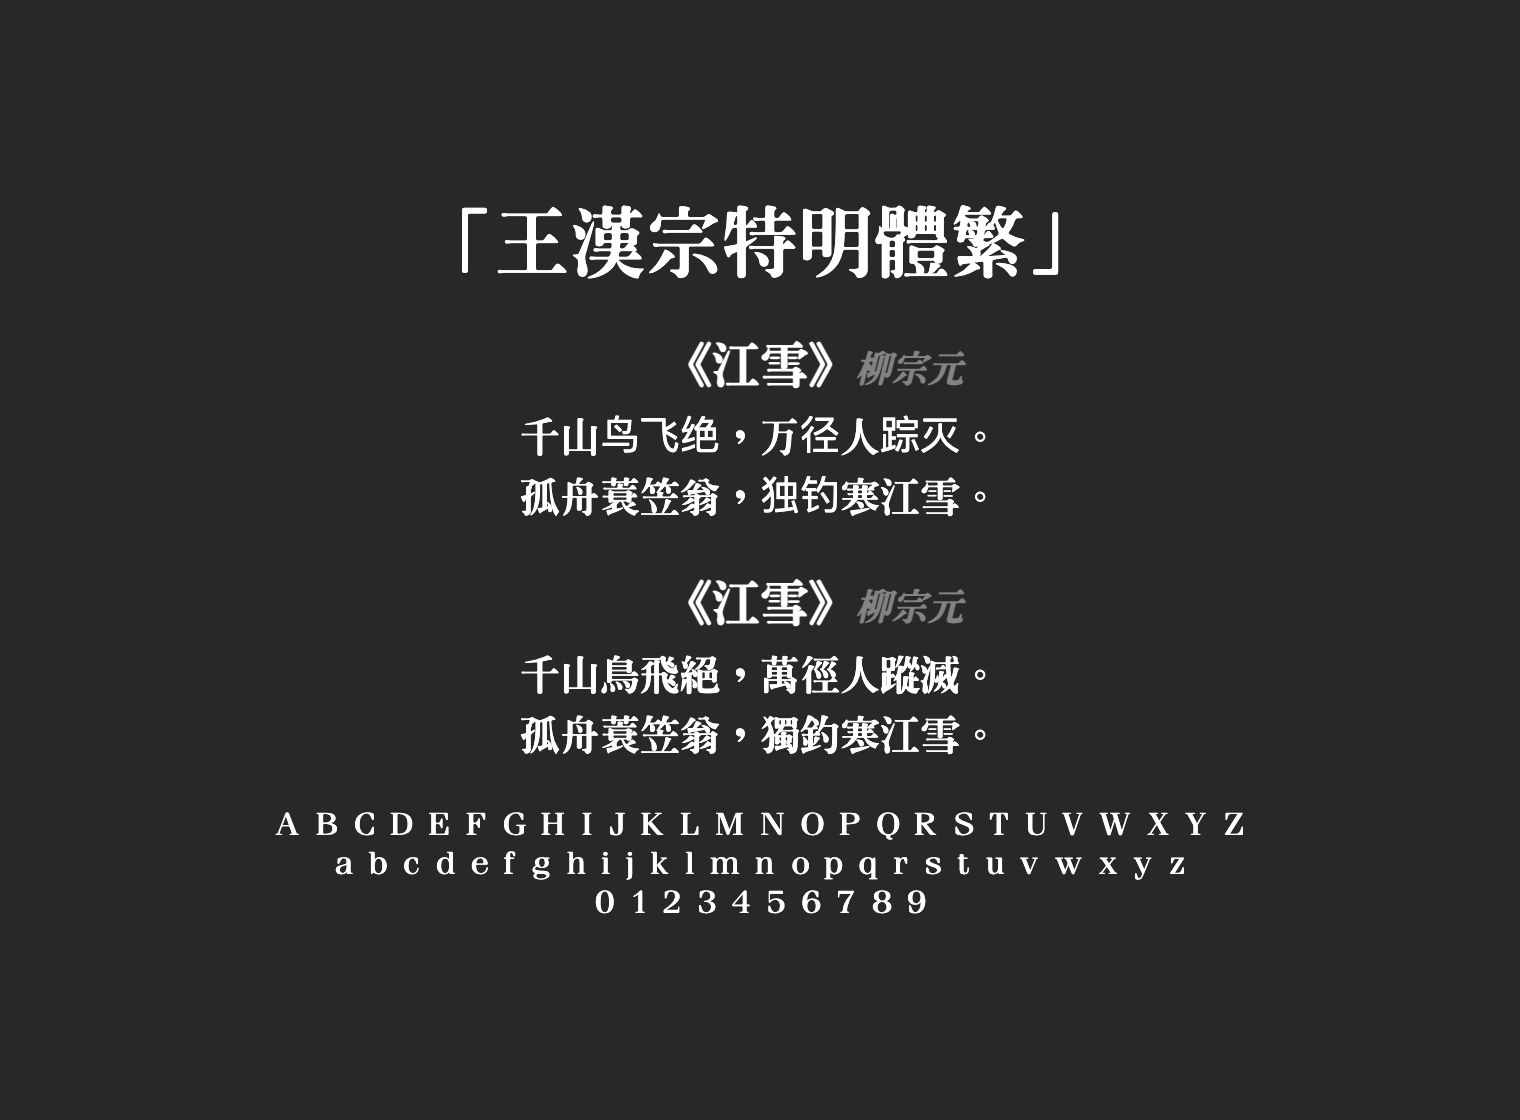 「王漢宗特明體繁」
《江雪》 柳宗元
千山鸟飞绝，万径人踪灭。
孤舟蓑笠翁，独钓寒江雪。
《江雪》 柳宗元
千山鳥飛絕，萬徑人蹤滅。
孤舟蓑笠翁，獨釣寒江雪。
A B C D E F G H I J K L M N O P Q R S T U V W X Y Z
a b c d e f g h i j k l m n o p q r s t u v w x y z
0 1 2 3 4 5 6 7 8 9